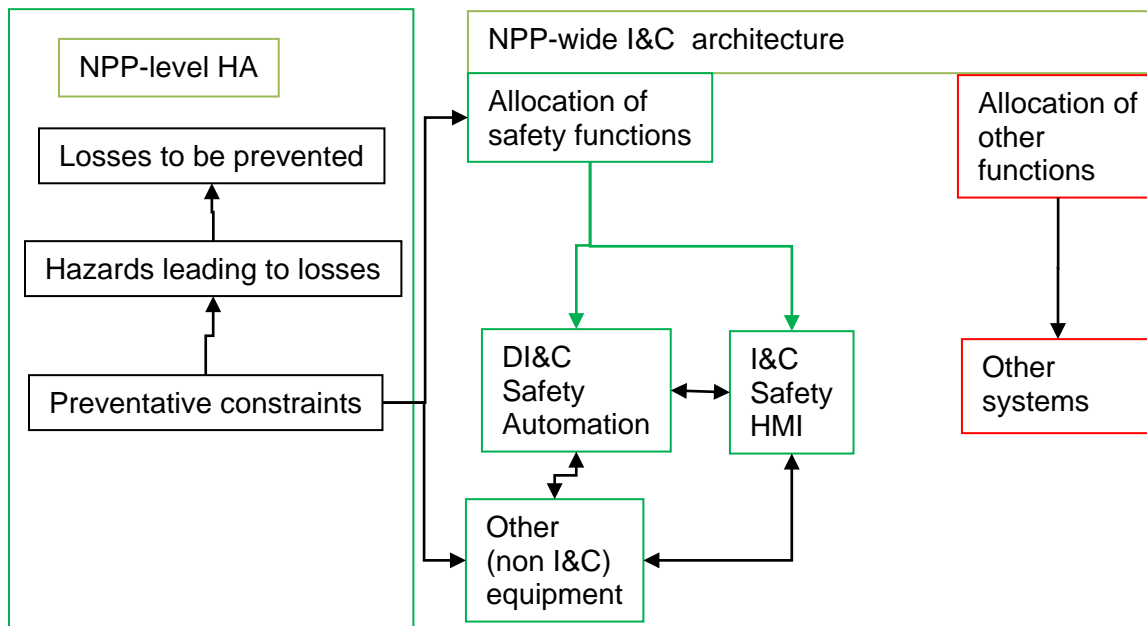 NPP-level HA
Losses to be prevented
Hazards leading to losses
Preventative constraints
NPP-wide I&C architecture
Allocation of
safety functions
Allocation of
other
functions
DI&C
Safety
Automation
I&C
Safety
HMI
Other
systems
Other
(non I&C)
equipment